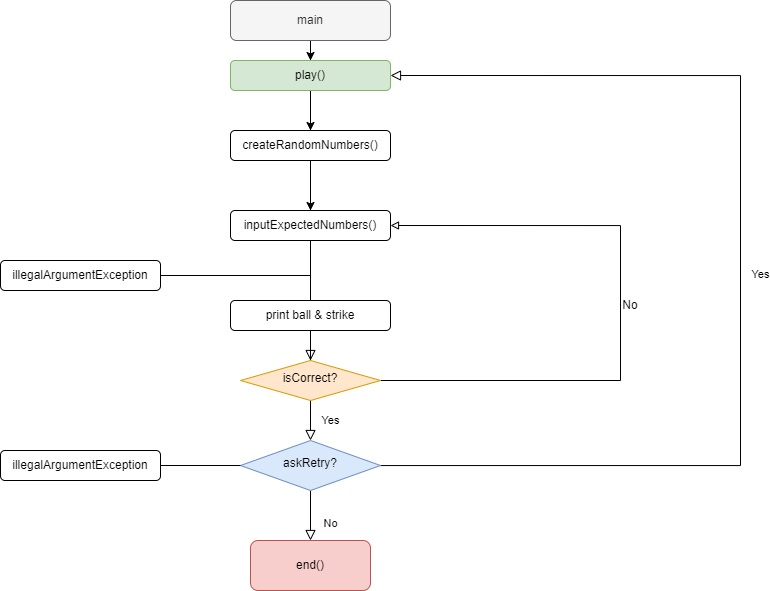 main
play()
createRandomNumbers()
inputExpectedNumbers()
illegalArgumentException
Yes
No
print ball & strike
isCorrect?
Yes
illegalArgumentException
askRetry?
No
end()